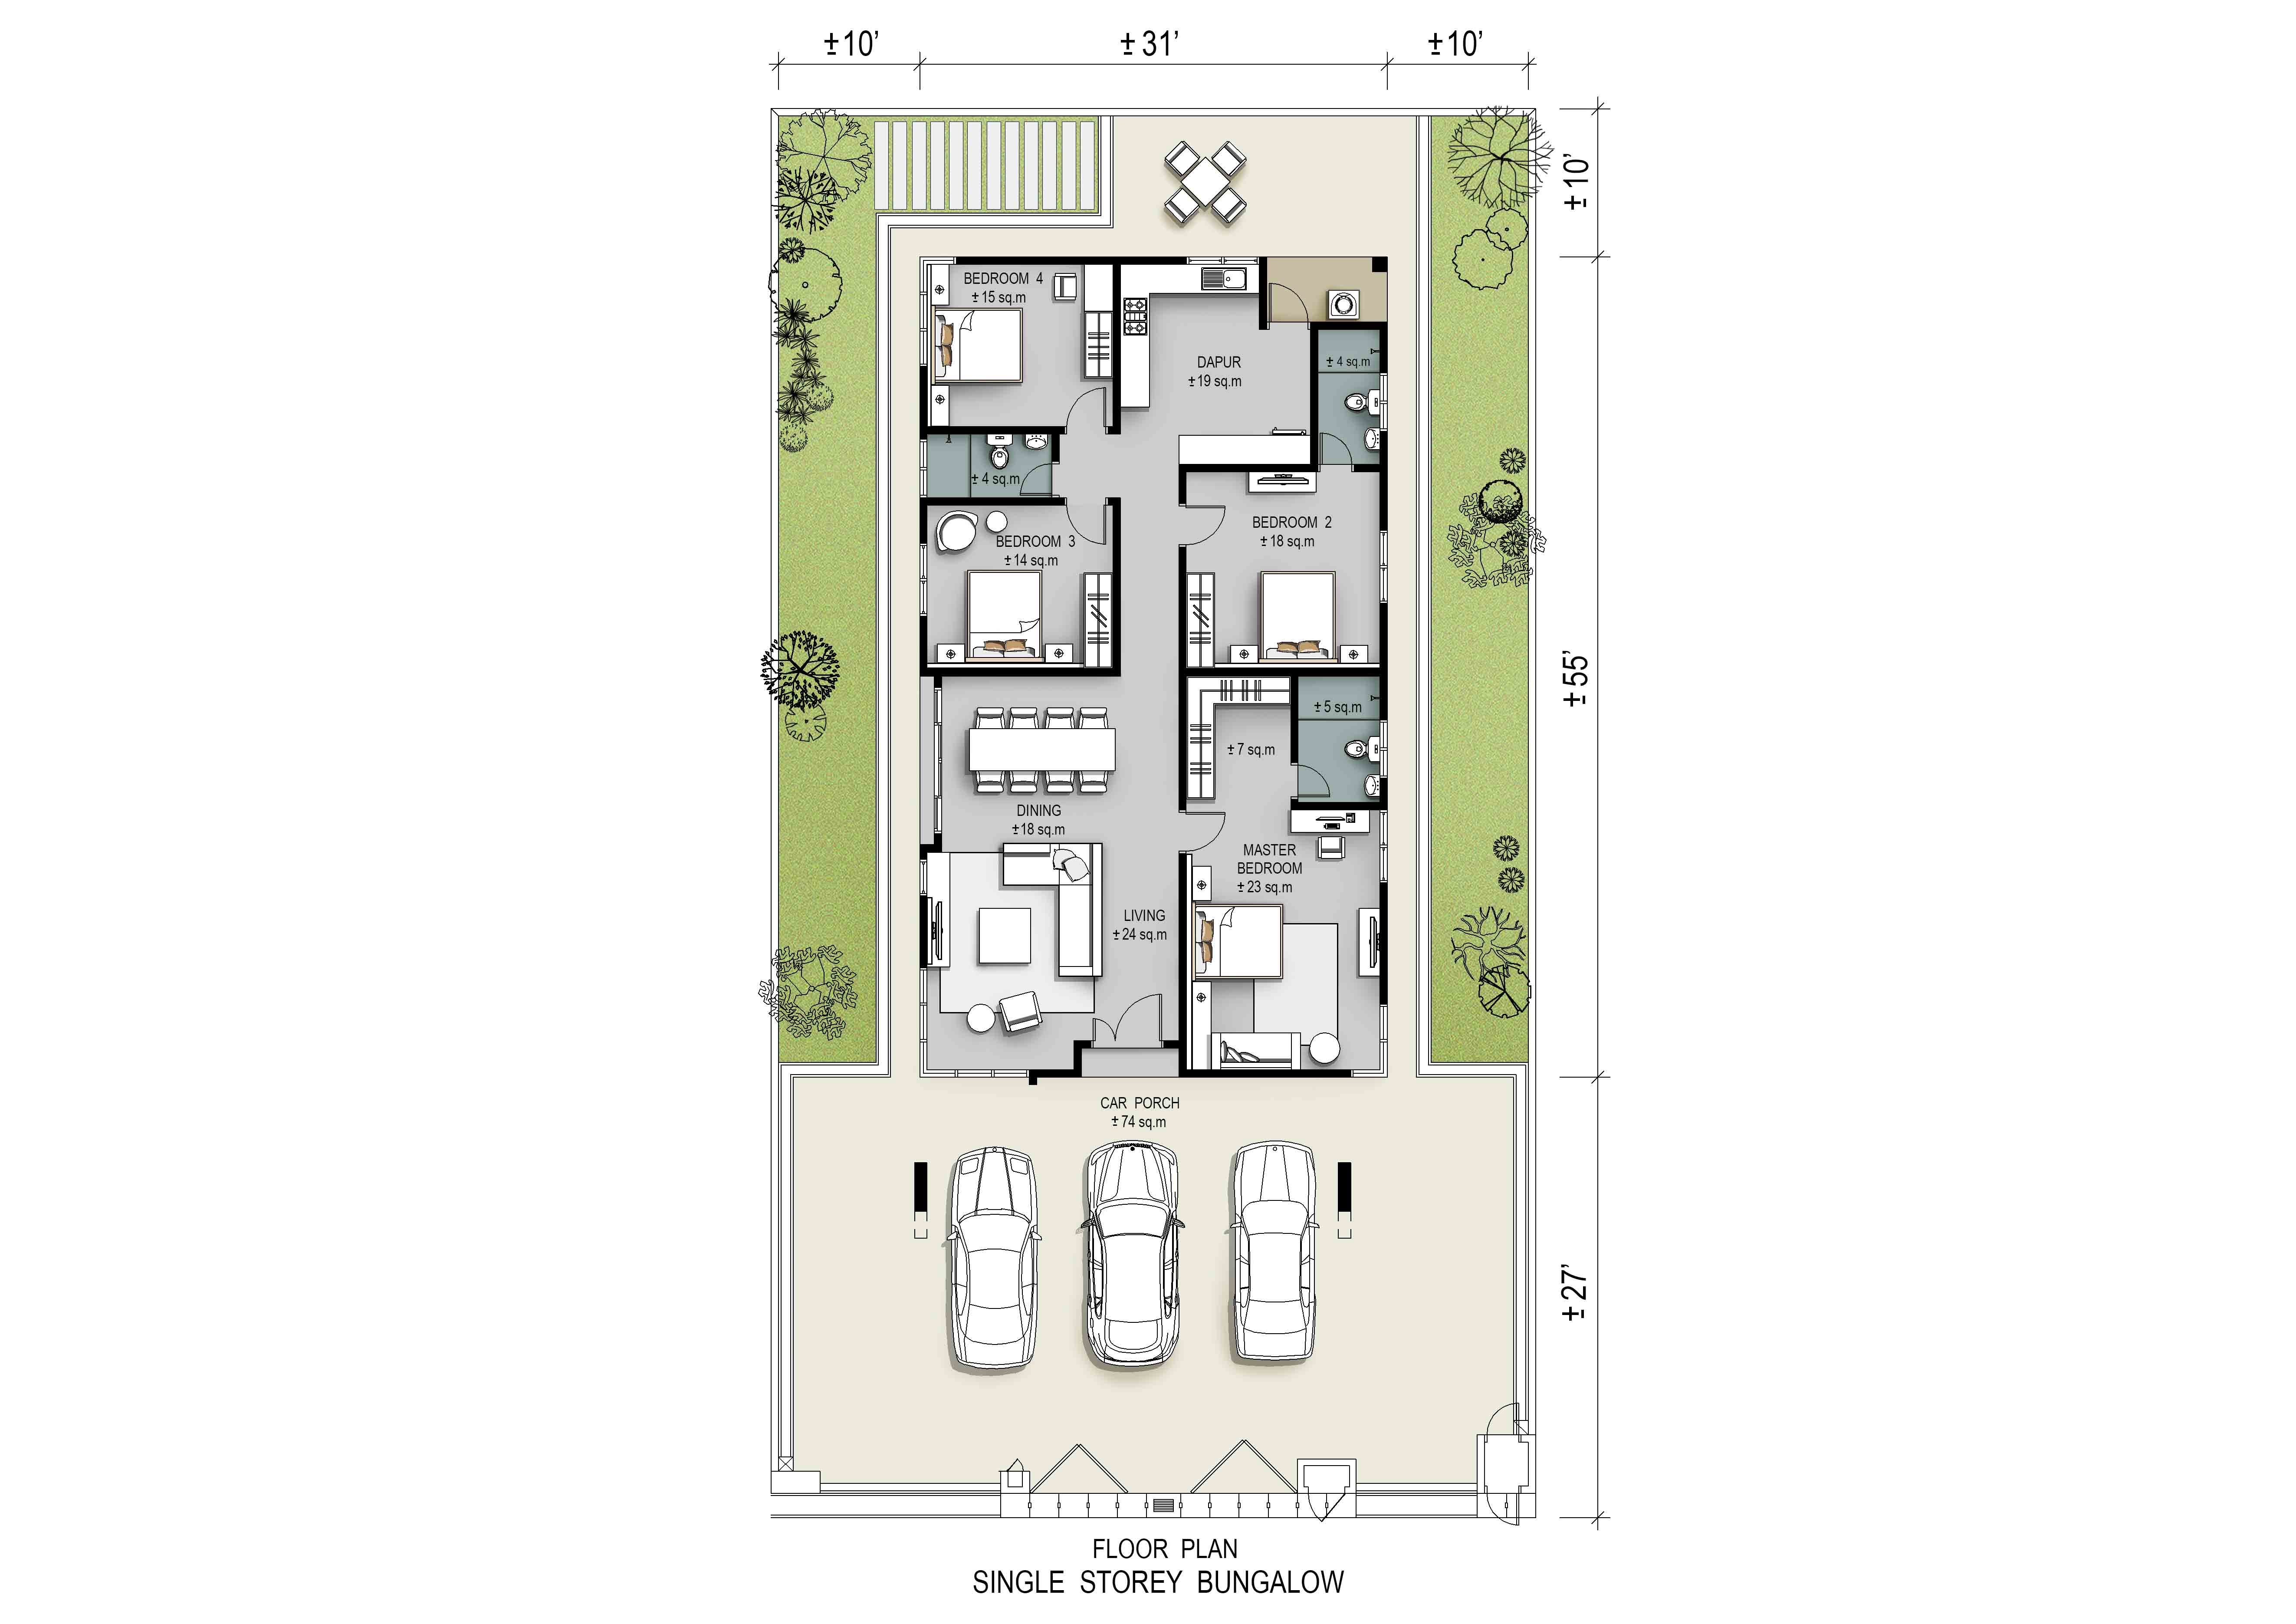 ±10’
±31’
±10’
±10’
BEDROOM 4
±15 sq.m
DAPUR
±19 sq.m
±4 sq.m
±4 sq.m
BEDROOM 2
±18 sq.m
BEDROOM 3
±14 sq.m
±55’
±5 sq.m
±7 sq.m
DINING
±18 sq.m
MASTER
BEDROOM
±23 sq.m
LIVING
±24 sq.m
CAR PORCH
±74 sq.m
±27’
FLOOR PLAN
SINGLE STOREY BUNGALOW